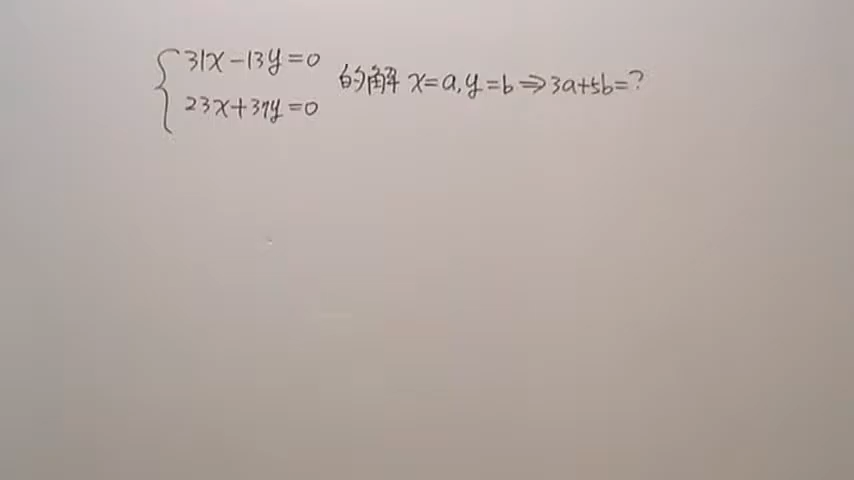 31x-13y=0
的解 x=a,y=b⇒3a+5b=?
23x+37y=0